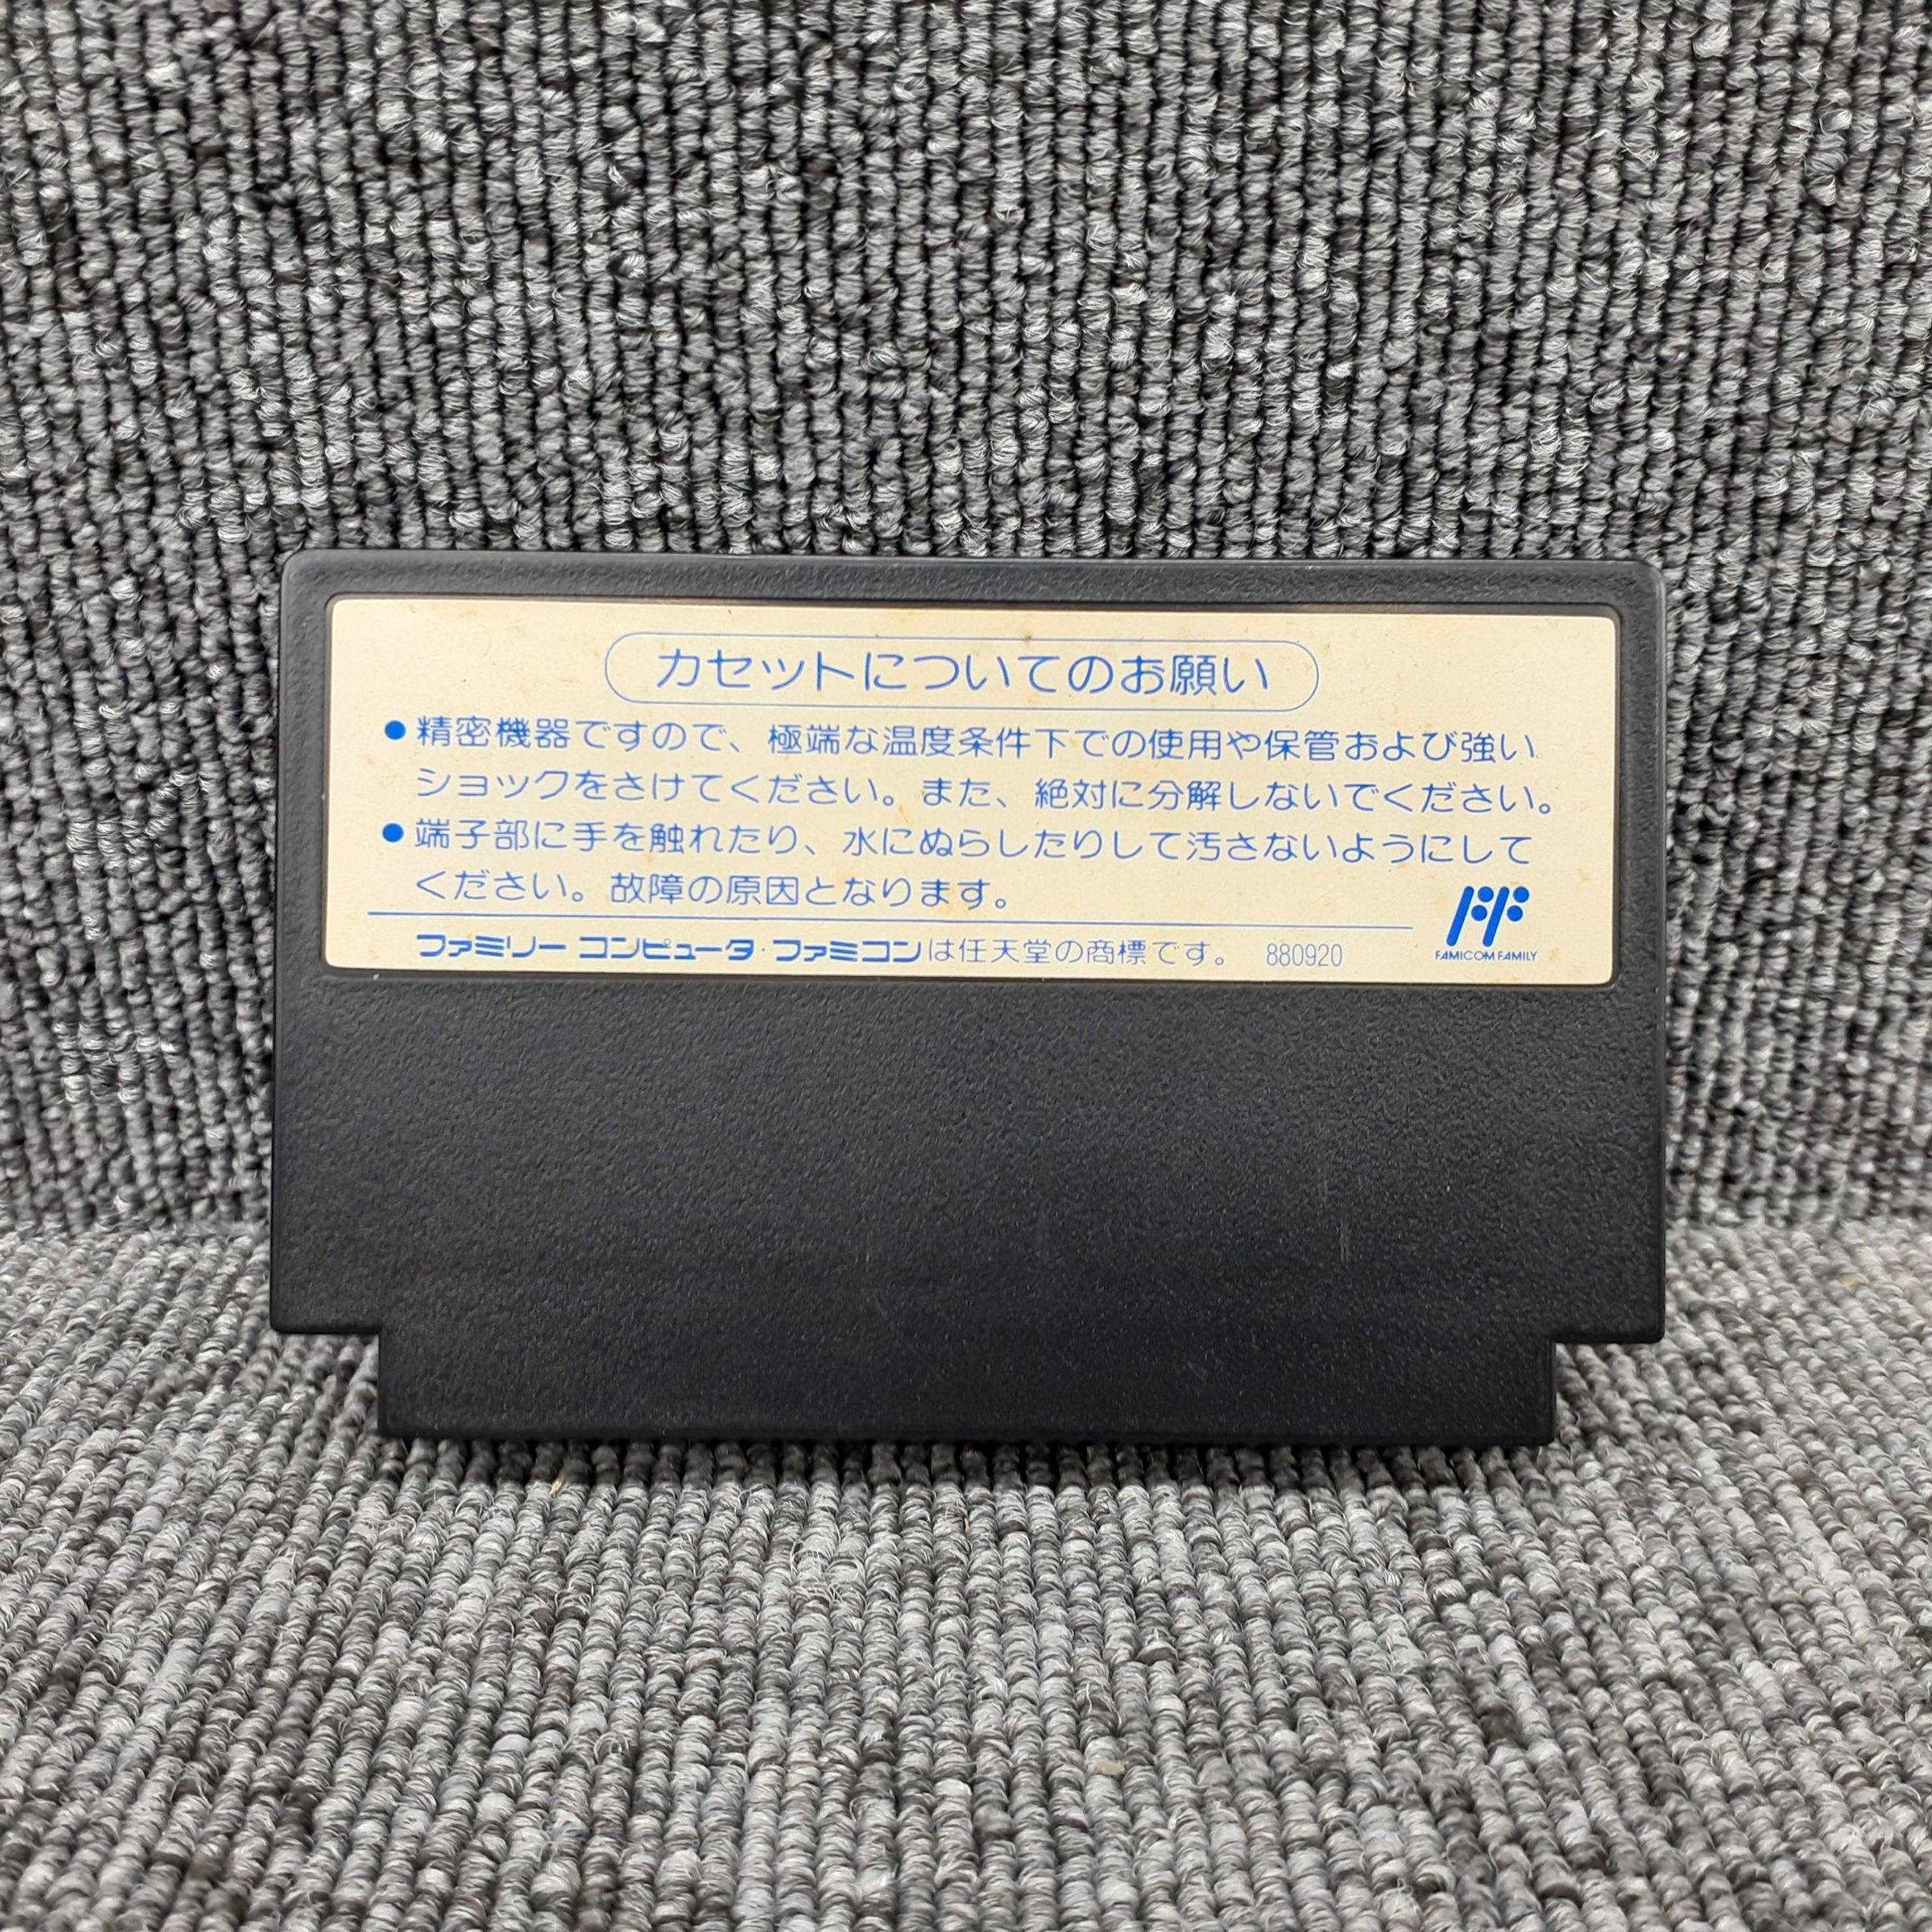 カセットについてのお願い
●精密機器ですので、極端な温度条件下での使用や保管および強い
ショックをさけてください。また、絶対に分解しないでください。
●端子部に手を触れたり、水にぬらしたりして汚さないようにして
ください。故障の原因となります。
ファミリー コンピュータ・ファミコンは任天堂の商標です。 880920
FAMICOM FAMILY